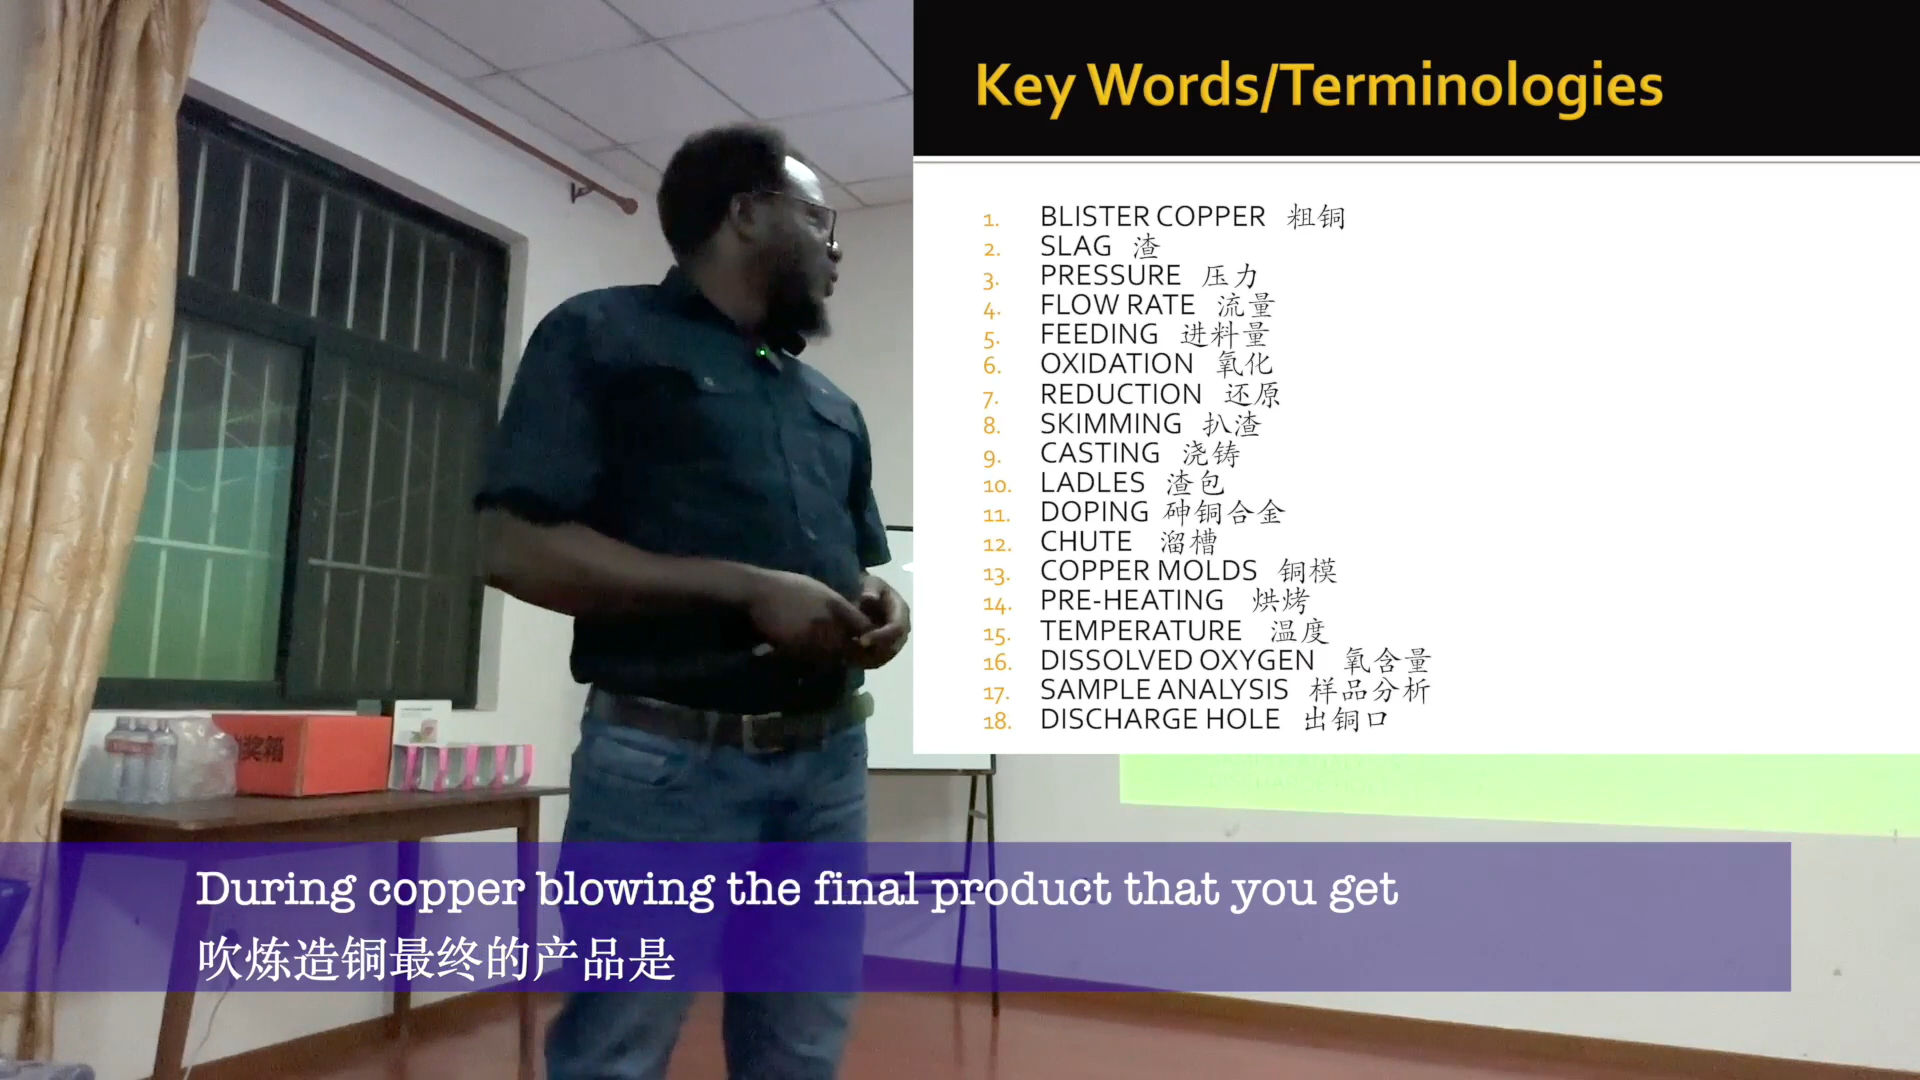 Key Words/Terminologies
1. BLISTER COPPER 粗铜
2. SLAG 渣
3. PRESSURE 压力
4. FLOW RATE 流量
5. FEEDING 进料量
6. OXIDATION 氧化
7. REDUCTION 还原
8. SKIMMING 扒渣
9. CASTING 浇铸
10. LADLES 渣包
11. DOPING 砷铜合金
12. CHUTE 溜槽
13. COPPER MOLDS 铜模
14. PRE-HEATING 烘烤
15. TEMPERATURE 温度
16. DISSOLVED OXYGEN 氧含量
17. SAMPLE ANALYSIS 样品分析
18. DISCHARGE HOLE 出铜口
奖箱
During copper blowing the final product that you get
吹炼造铜最终的产品是